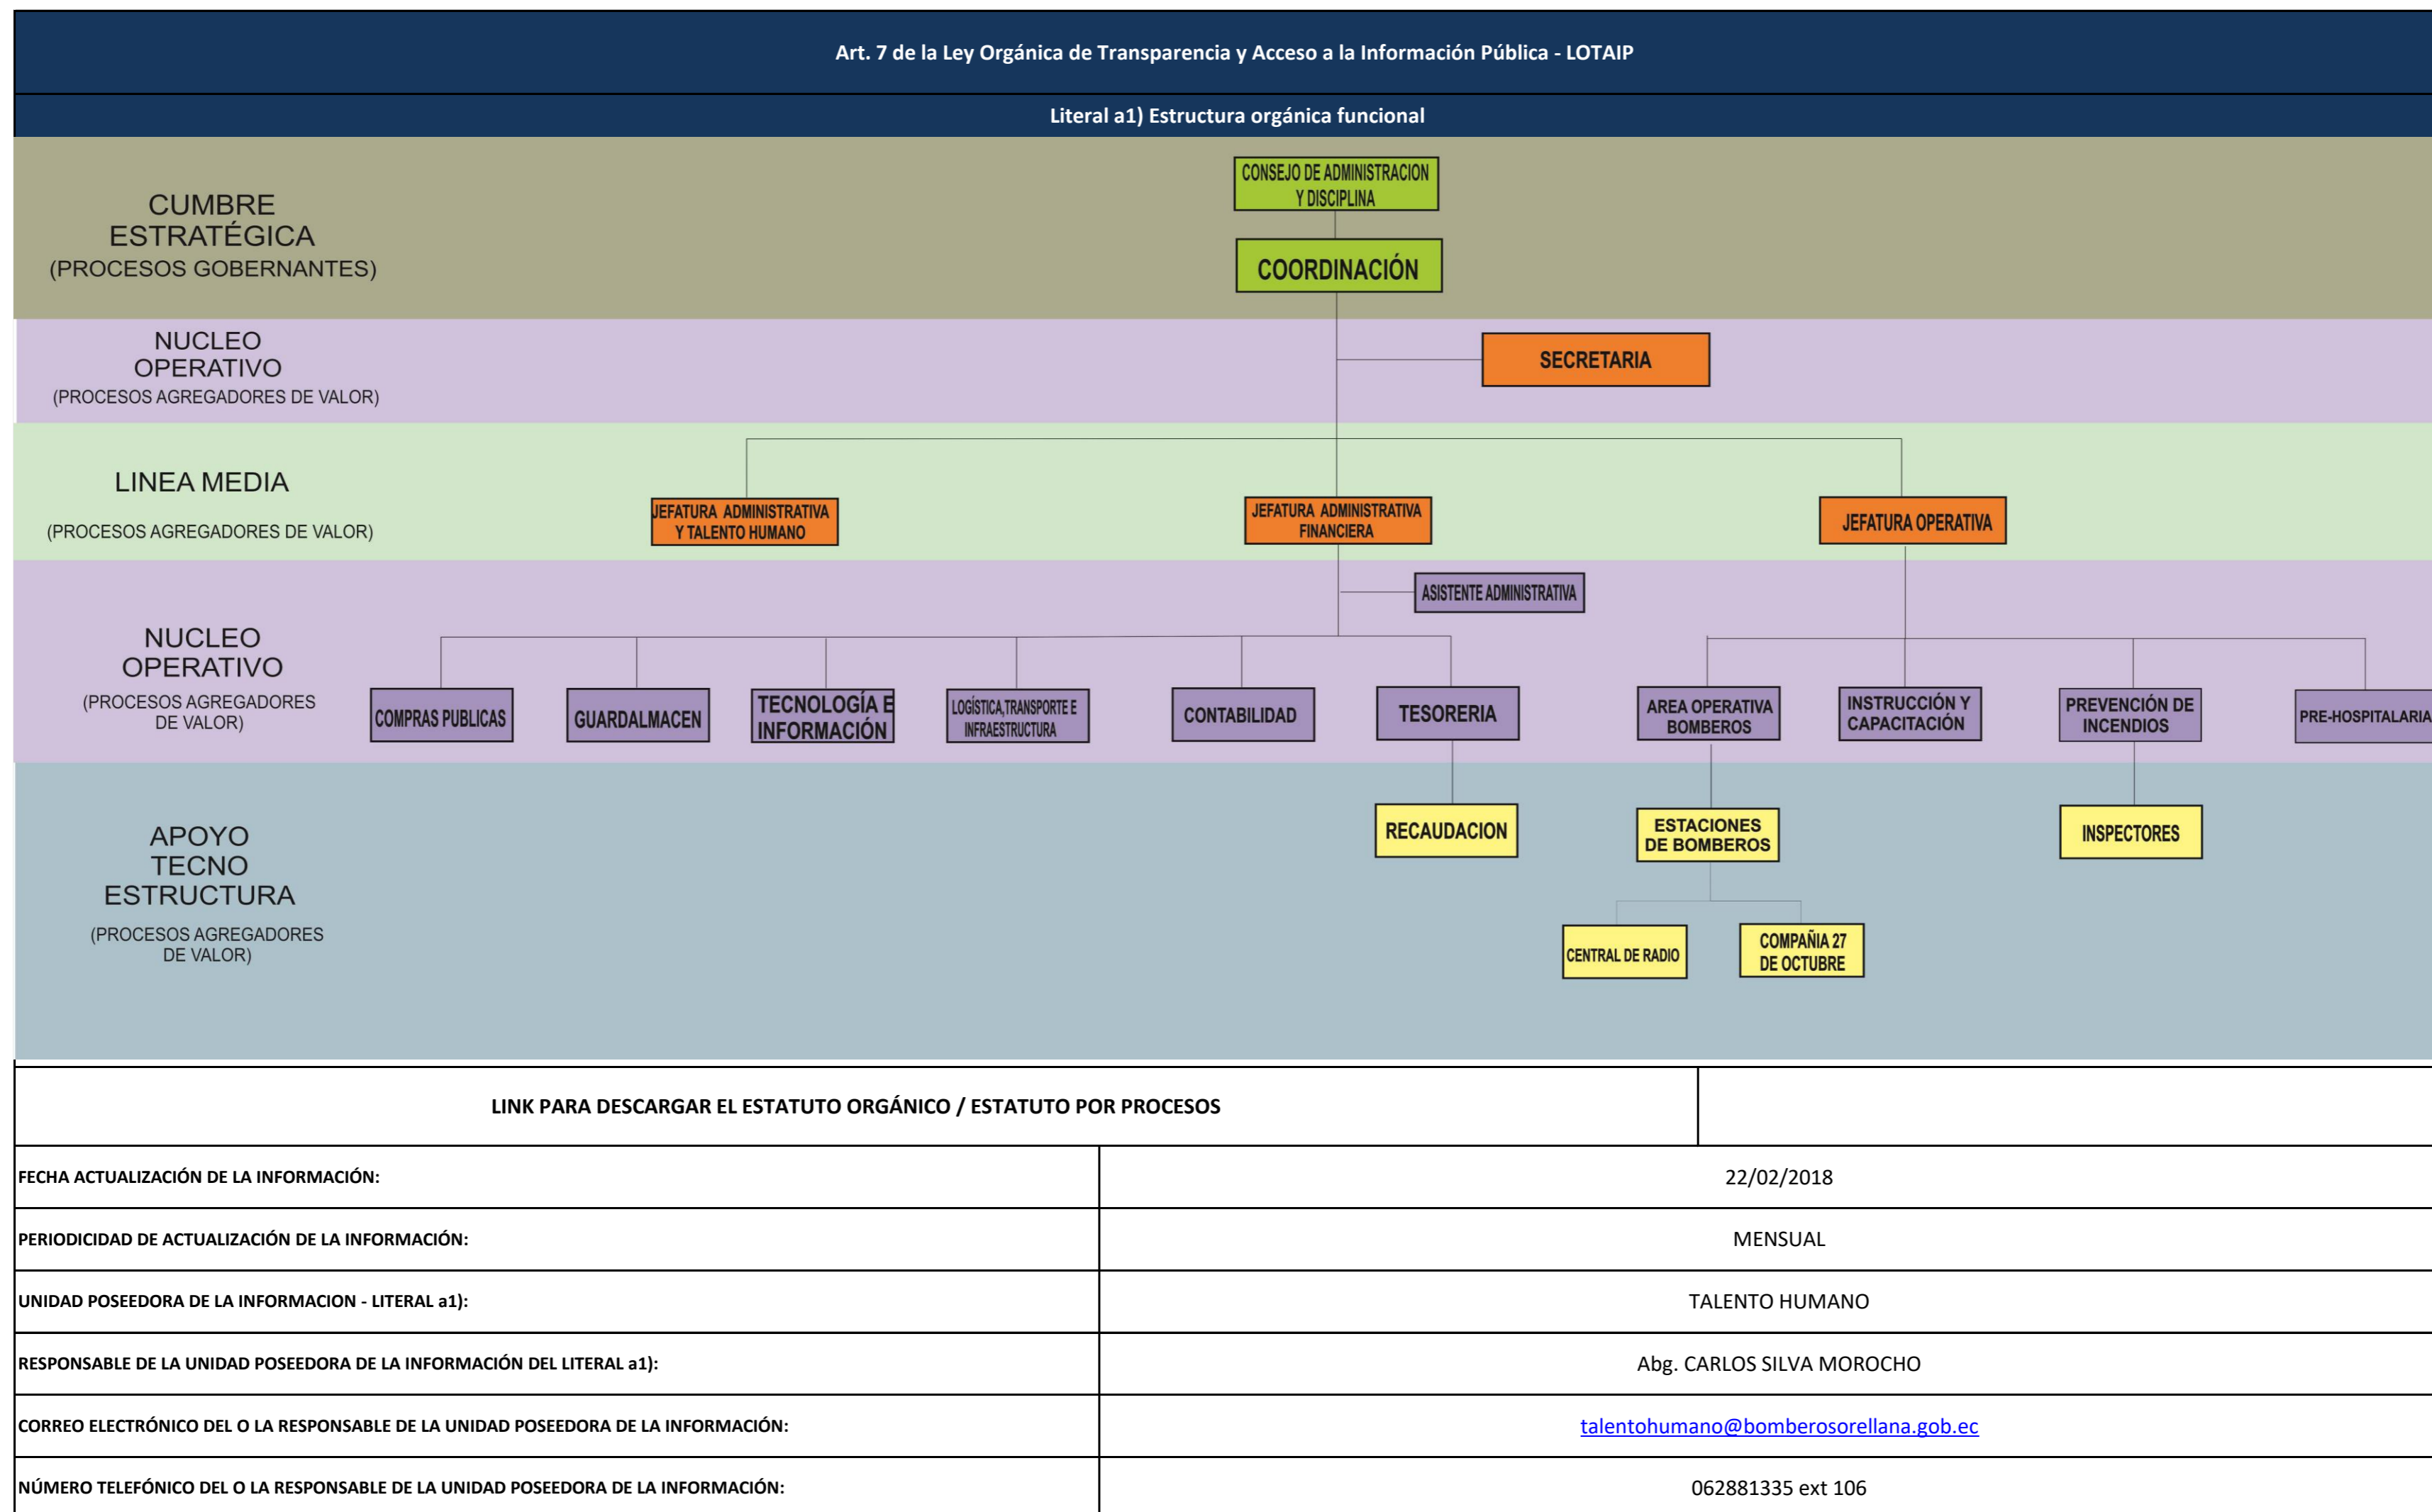 Art. 7 de la Ley Orgánica de Transparencia y Acceso a la Información Pública - LOTAIP
Literal a1) Estructura orgánica funcional
CUMBRE
ESTRATÉGICA
(PROCESOS GOBERNANTES)
CONSEJO DE ADMINISTRACION
Y DISCIPLINA
COORDINACIÓN
NUCLEO
OPERATIVO
(PROCESOS AGREGADORES DE VALOR)
SECRETARIA
LINEA MEDIA
(PROCESOS AGREGADORES DE VALOR)
JEFATURA ADMINISTRATIVA
Y TALENTO HUMANO
JEFATURA ADMINISTRATIVA
FINANCIERA
JEFATURA OPERATIVA
NUCLEO
OPERATIVO
(PROCESOS AGREGADORES
DE VALOR)
ASISTENTE ADMINISTRATIVA
COMPRAS PUBLICAS
GUARDALMACEN
TECNOLOGÍA E
INFORMACIÓN
LOGÍSTICA,TRANSPORTE E
INFRAESTRUCTURA
CONTABILIDAD
TESORERIA
AREA OPERATIVA
BOMBEROS
INSTRUCCIÓN Y
CAPACITACIÓN
PREVENCIÓN DE
INCENDIOS
PRE-HOSPITALARIA
APOYO
TECNO
ESTRUCTURA
(PROCESOS AGREGADORES
DE VALOR)
RECAUDACION
ESTACIONES
DE BOMBEROS
INSPECTORES
CENTRAL DE RADIO
COMPAÑIA 27
DE OCTUBRE
LINK PARA DESCARGAR EL ESTATUTO ORGÁNICO / ESTATUTO POR PROCESOS
FECHA ACTUALIZACIÓN DE LA INFORMACIÓN:
22/02/2018
PERIODICIDAD DE ACTUALIZACIÓN DE LA INFORMACIÓN:
MENSUAL
UNIDAD POSEEDORA DE LA INFORMACION - LITERAL a1):
TALENTO HUMANO
RESPONSABLE DE LA UNIDAD POSEEDORA DE LA INFORMACIÓN DEL LITERAL a1):
Abg. CARLOS SILVA MOROCHO
CORREO ELECTRÓNICO DEL O LA RESPONSABLE DE LA UNIDAD POSEEDORA DE LA INFORMACIÓN:
talentohumano@bomberosorellana.gob.ec
NÚMERO TELEFÓNICO DEL O LA RESPONSABLE DE LA UNIDAD POSEEDORA DE LA INFORMACIÓN:
062881335 ext 106